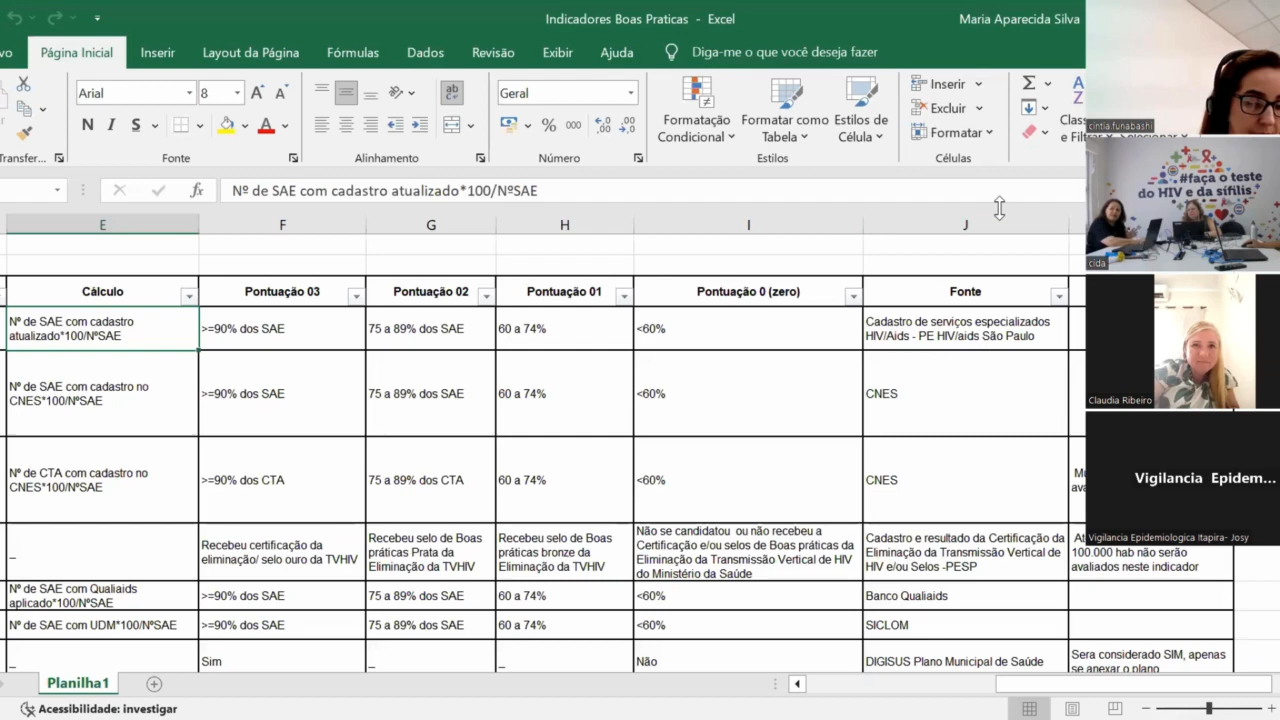 Indicadores Boas Praticas - Excel
Maria Aparecida Silva
vo
Página Inicial
Inserir
Layout da Página
Fórmulas
Dados
Revisão
Exibir
Ajuda
Diga-me o que você deseja fazer
Arial
8
N I S
Transfer...
Fonte
ab
Alinhamento
Geral
% 000
Número
Formatação
Condicional
Formatar como
Tabela
Estilos de
Célula
Estilos
Inserir
Excluir
Formatar
Células
Σ
A
Z
Class
e Filtrar
Selecionar
fx
Nº de SAE com cadastro atualizado*100/NºSAE
E F G H I J
Cálculo
Pontuação 03
Pontuação 02
Pontuação 01
Pontuação 0 (zero)
Fonte
Nº de SAE com cadastro
atualizado*100/NºSAE
>=90% dos SAE
75 a 89% dos SAE
60 a 74%
<60%
Cadastro de serviços especializados
HIV/Aids - PE HIV/aids São Paulo
Nº de SAE com cadastro no
CNES*100/NºSAE
>=90% dos SAE
75 a 89% dos SAE
60 a 74%
<60%
CNES
Nº de CTA com cadastro no
CNES*100/NºSAE
>=90% dos CTA
75 a 89% dos CTA
60 a 74%
<60%
CNES
Mu
ava
_
Recebeu certificação da
eliminação/ selo ouro da TVHIV
Recebeu selo de Boas
práticas Prata da
Eliminação da TVHIV
Recebeu selo de Boas
práticas bronze da
Eliminação da TVHIV
Não se candidatou ou não recebeu a
Certificação e/ou selos de Boas práticas da
Eliminação da Transmissão Vertical de HIV
do Ministério da Saúde
Cadastro e resultado da Certificação da
Eliminação da Transmissão Vertical de
HIV e/ou Selos -PESP
At
100.000 hab não serão
avaliados neste indicador
Nº de SAE com Qualiaids
aplicado*100/NºSAE
>=90% dos SAE
75 a 89% dos SAE
60 a 74%
<60%
Banco Qualiaids
Nº de SAE com UDM*100/NºSAE
>=90% dos SAE
75 a 89% dos SAE
60 a 74%
<60%
SICLOM
_
Sim
_
_
Não
DIGISUS Plano Municipal de Saúde
Sera considerado SIM, apenas
se anexar o plano
Planilha1
Acessibilidade: investigar
cintia.funabashi
#faça o teste
do HIV e da sífilis
cida
Claudia Ribeiro
Vigilancia Epidem...
Vigilância Epidemiologica Itapira- Josy